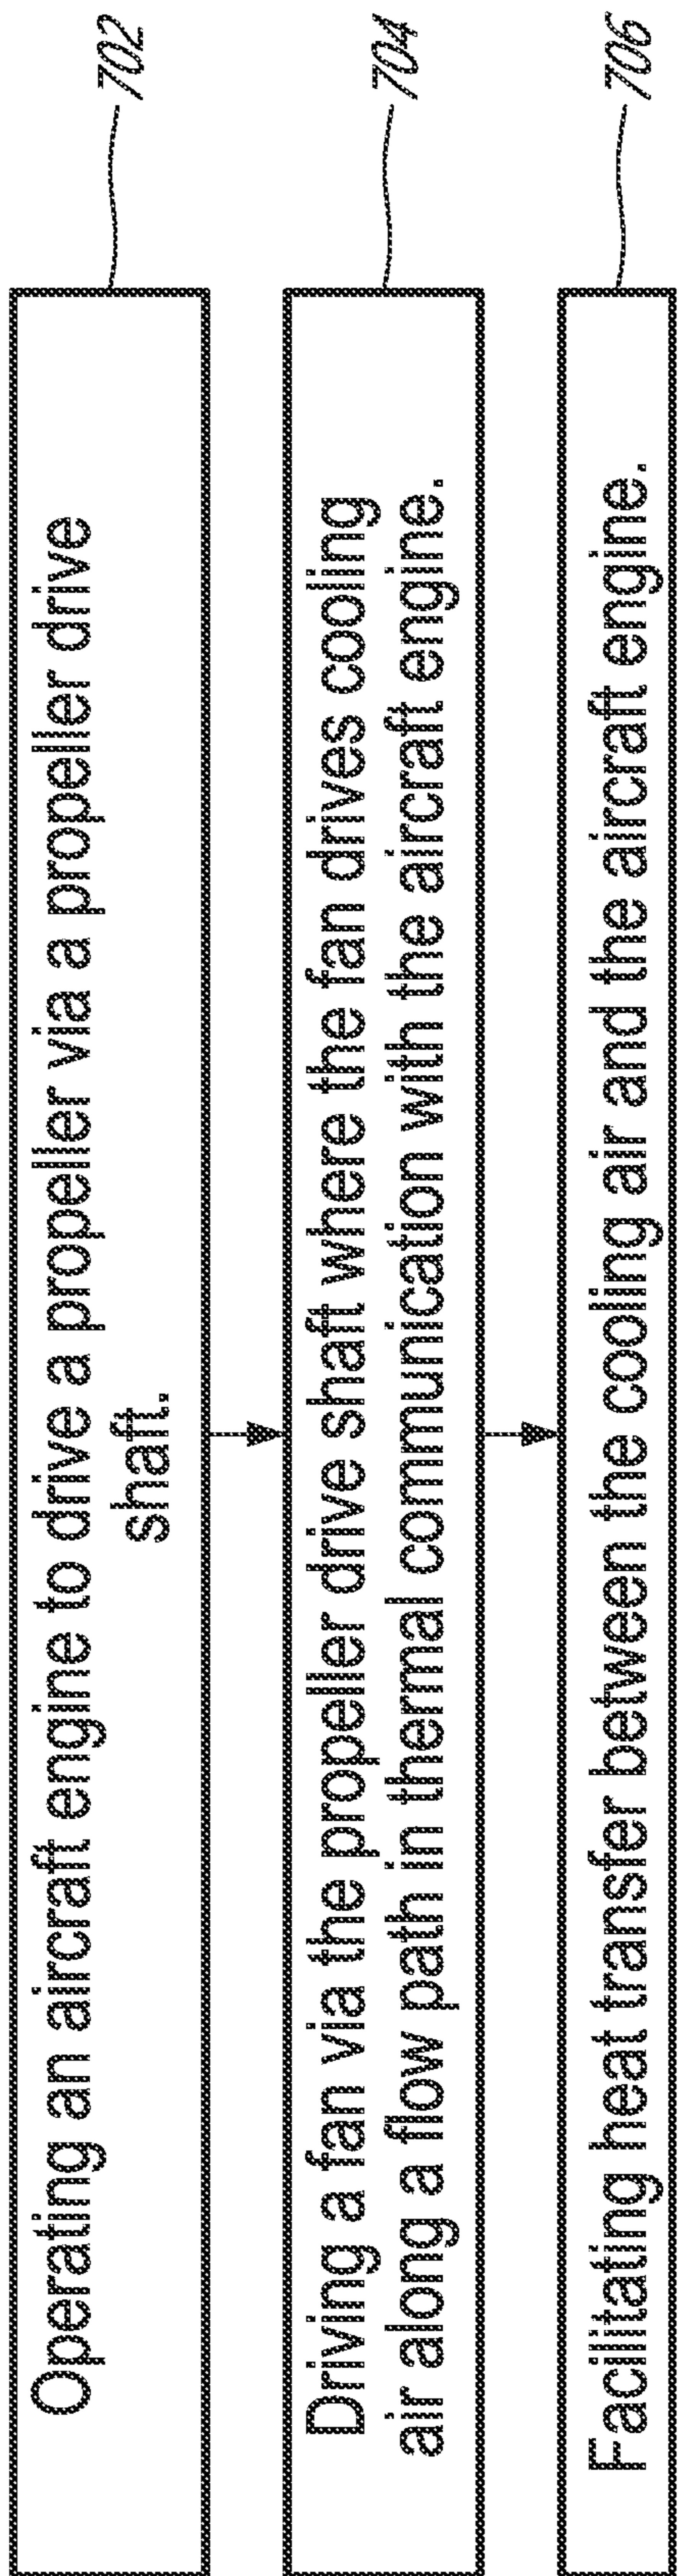 Operating an aircraft engine to drive a propeller via a propeller drive
shaft.
702
Driving a fan via the propeller drive shaft where the fan drives cooling
air along a flow path in thermal communication with the aircraft engine.
704
Facilitating heat transfer between the cooling air and the aircraft engine.
706